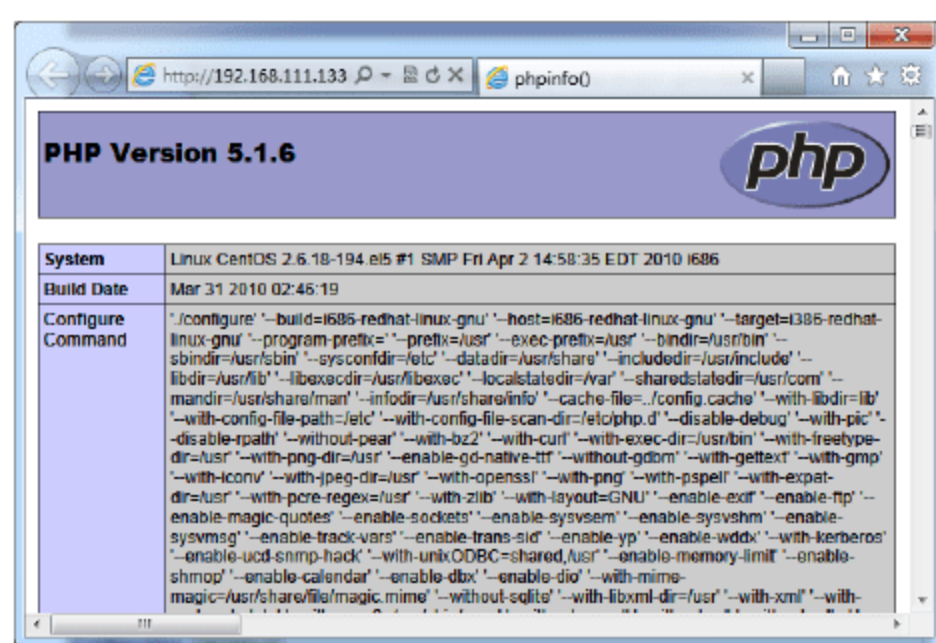 http://192.168.111.133
phpinfo()
PHP Version 5.1.6
php
System Linux CentOS 2.6.18-194.el5 #1 SMP Fri Apr 2 14:58:35 EDT 2010 i686
Build Date Mar 31 2010 02:46:19
Configure './configure' '--build=i686-redhat-linux-gnu' '--host=i686-redhat-linux-gnu' '--target=i386-redhat-
Command linux-gnu' '--program-prefix=' '--prefix=/usr' '--exec-prefix=/usr' '--bindir=/usr/bin' '--
sbindir=/usr/sbin' '--sysconfdir=/etc' '--datadir=/usr/share' '--includedir=/usr/include' '--
libdir=/usr/lib' '--libexecdir=/usr/libexec' '--localstatedir=/var' '--sharedstatedir=/usr/com' '--
mandir=/usr/share/man' '--infodir=/usr/share/info' '--cache-file=../config.cache' '--with-libdir=lib'
'--with-config-file-path=/etc' '--with-config-file-scan-dir=/etc/php.d' '--disable-debug' '--with-pic' '-
-disable-rpath' '--without-pear' '--with-bz2' '--with-curl' '--with-exec-dir=/usr/bin' '--with-freetype-
dir=/usr' '--with-png-dir=/usr' '--enable-gd-native-ttf' '--without-gdbm' '--with-gettext' '--with-gmp'
'--with-iconv' '--with-jpeg-dir=/usr' '--with-openssl' '--with-png' '--with-pspell' '--with-expat-
dir=/usr' '--with-pcre-regex=/usr' '--with-zlib' '--with-layout=GNU' '--enable-exif' '--enable-ftp' '--
enable-magic-quotes' '--enable-sockets' '--enable-sysvsem' '--enable-sysvshm' '--enable-
sysvmsg' '--enable-track-vars' '--enable-trans-sid' '--enable-yp' '--enable-wddx' '--with-kerberos'
'--enable-ucd-snmp-hack' '--with-unixODBC=shared,/usr' '--enable-memory-limit' '--enable-
shmop' '--enable-calendar' '--enable-dbx' '--enable-dio' '--with-mime-
magic=/usr/share/file/magic.mime' '--without-sqlite' '--with-libxml-dir=/usr' '--with-xml' '--with-